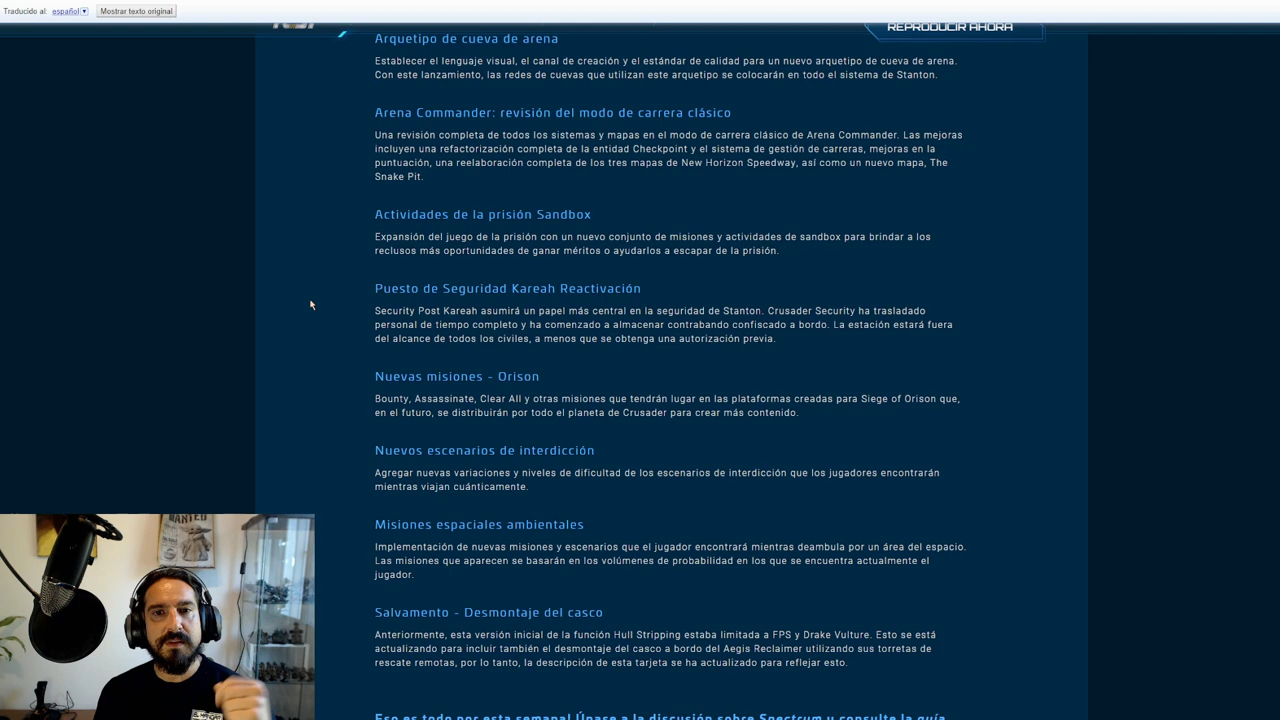 Traducido al: español Mostrar texto original
REPRODUCIR AHORA
Arquetipo de cueva de arena
Establecer el lenguaje visual, el canal de creación y el estándar de calidad para un nuevo arquetipo de cueva de arena.
Con este lanzamiento, las redes de cuevas que utilizan este arquetipo se colocarán en todo el sistema de Stanton.
Arena Commander: revisión del modo de carrera clásico
Una revisión completa de todos los sistemas y mapas en el modo de carrera clásico de Arena Commander. Las mejoras
incluyen una refactorización completa de la entidad Checkpoint y el sistema de gestión de carreras, mejoras en la
puntuación, una reelaboración completa de los tres mapas de New Horizon Speedway, así como un nuevo mapa, The
Snake Pit.
Actividades de la prisión Sandbox
Expansión del juego de la prisión con un nuevo conjunto de misiones y actividades de sandbox para brindar a los
reclusos más oportunidades de ganar méritos o ayudarlos a escapar de la prisión.
Puesto de Seguridad Kareah Reactivación
Security Post Kareah asumirá un papel más central en la seguridad de Stanton. Crusader Security ha trasladado
personal de tiempo completo y ha comenzado a almacenar contrabando confiscado a bordo. La estación estará fuera
del alcance de todos los civiles, a menos que se obtenga una autorización previa.
Nuevas misiones - Orison
Bounty, Assassinate, Clear All y otras misiones que tendrán lugar en las plataformas creadas para Siege of Orison que,
en el futuro, se distribuirán por todo el planeta de Crusader para crear más contenido.
Nuevos escenarios de interdicción
Agregar nuevas variaciones y niveles de dificultad de los escenarios de interdicción que los jugadores encontrarán
mientras viajan cuánticamente.
Misiones espaciales ambientales
Implementación de nuevas misiones y escenarios que el jugador encontrará mientras deambula por un área del espacio.
Las misiones que aparecen se basarán en los volúmenes de probabilidad en los que se encuentra actualmente el
jugador.
Salvamento - Desmontaje del casco
Anteriormente, esta versión inicial de la función Hull Stripping estaba limitada a FPS y Drake Vulture. Esto se está
actualizando para incluir también el desmontaje del casco a bordo del Aegis Reclaimer utilizando sus torretas de
rescate remotas, por lo tanto, la descripción de esta tarjeta se ha actualizado para reflejar esto.
Eso es todo por esta semana! Únase a la discusión sobre Spectrum y consulte la guía
WANTED